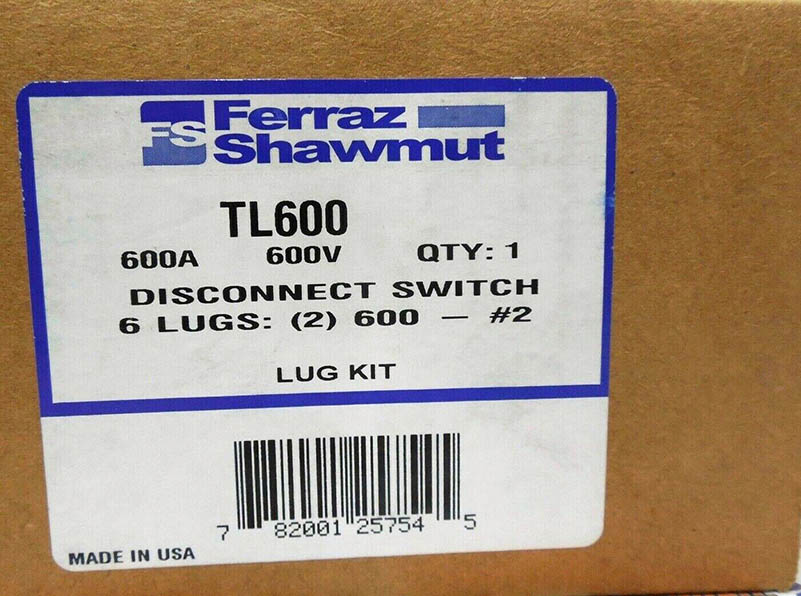 FS Ferraz
Shawmut
TL600
600A 600V QTY: 1
DISCONNECT SWITCH
6 LUGS: (2) 600 — #2
LUG KIT
7 82001 25754 5
MADE IN USA